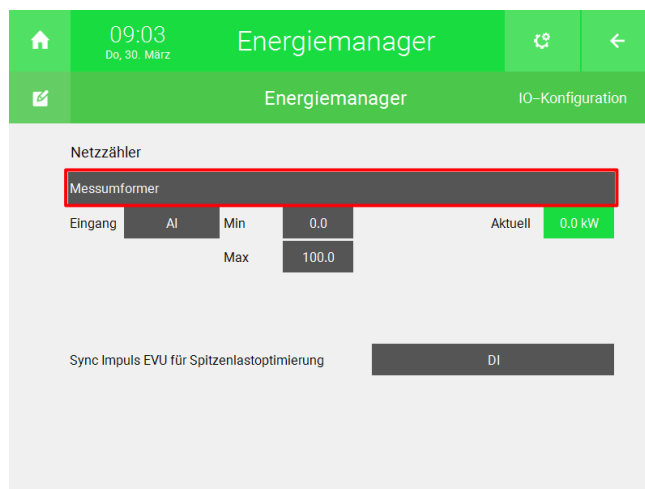 09:03
Do, 30. März
Energiemanager
Energiemanager
IO–Konfiguration
Netzzähler
Messumformer
Eingang AI Min 0.0 Aktuell 0.0 kW
Max 100.0
Sync Impuls EVU für Spitzenlastoptimierung DI